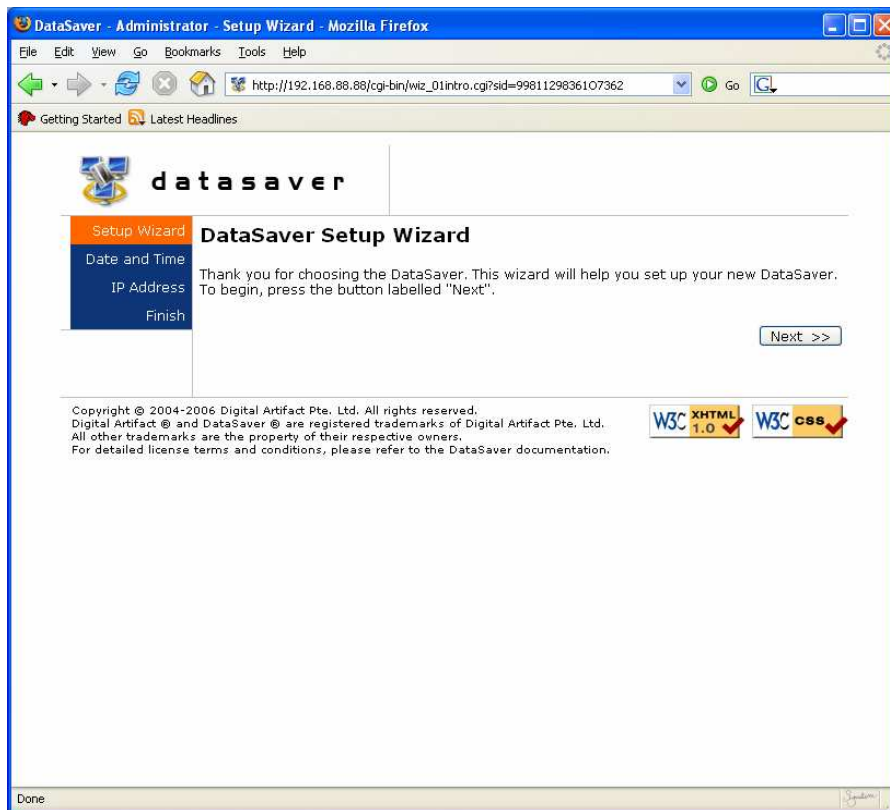 DataSaver - Administrator - Setup Wizard - Mozilla Firefox
File Edit View Go Bookmarks Tools Help
http://192.168.88.88/cgi-bin/wiz_01intro.cgi?sid=99811298361O7362 Go G
Getting Started Latest Headlines
datasaver
Setup Wizard
Date and Time
IP Address
Finish
DataSaver Setup Wizard
Thank you for choosing the DataSaver. This wizard will help you set up your new DataSaver.
To begin, press the button labelled "Next".
Next >>
Copyright © 2004-2006 Digital Artifact Pte. Ltd. All rights reserved.
Digital Artifact ® and DataSaver ® are registered trademarks of Digital Artifact Pte. Ltd.
All other trademarks are the property of their respective owners.
For detailed license terms and conditions, please refer to the DataSaver documentation.
W3C XHTML 1.0
W3C css
Done